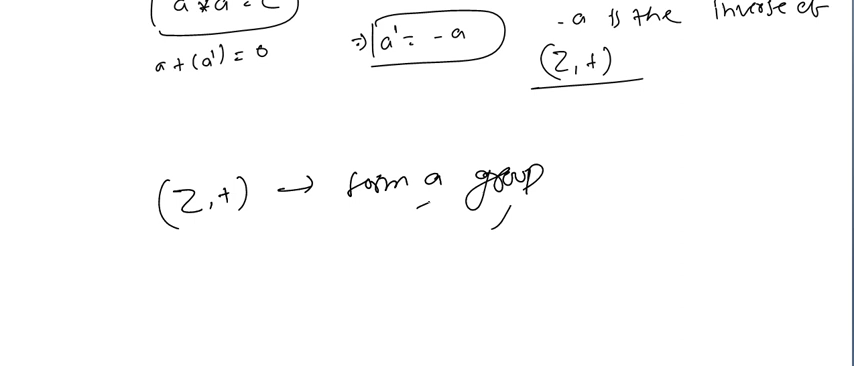 a * a' = e
a + (a') = 0
⇒ a' = - a
- a is the Inverse of
(Z, +)
(Z, +) → form a group